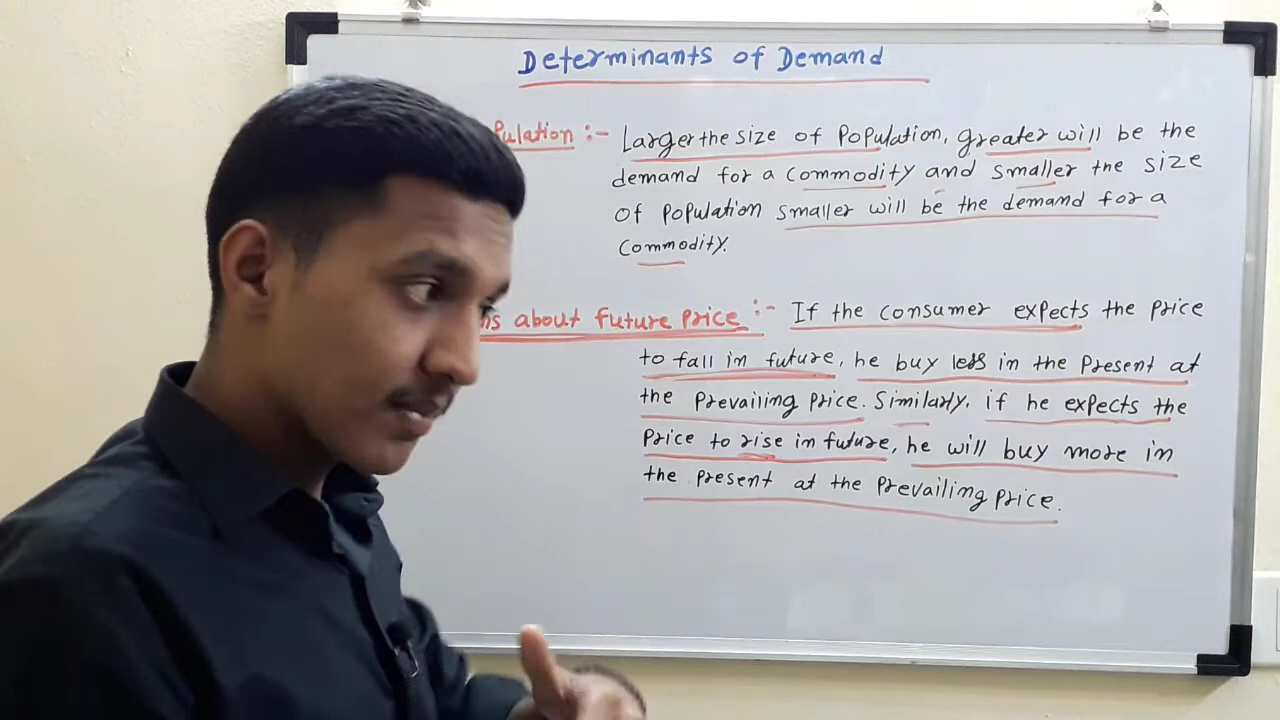 Determinants of Demand
pulation :- Larger the size of Population, greater will be the
demand for a Commodity and smaller the size
of Population smaller will be the demand for a
Commodity.
ns about future price :- If the consumer expects the price
to fall in future, he buy less in the present at
the prevailing price. Similarly, if he expects the
price to rise in future, he will buy more in
the present at the prevailing price.